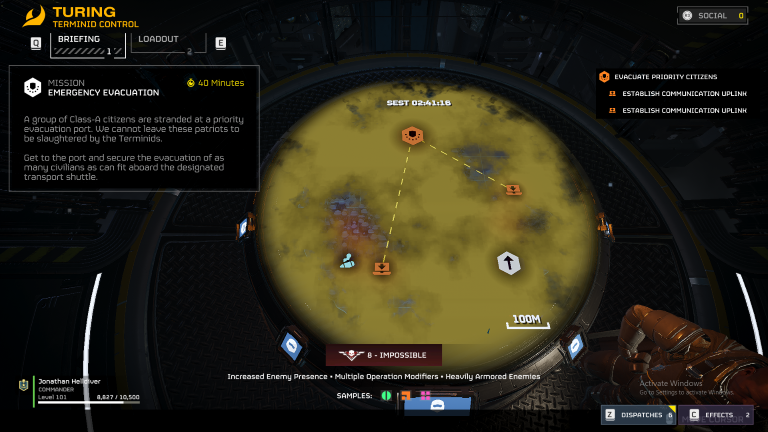 TURING
TERMINID CONTROL
SOCIAL 0
Q
BRIEFING
1
LOADOUT
2
E
MISSION
EMERGENCY EVACUATION
40 Minutes
A group of Class-A citizens are stranded at a priority
evacuation port. We cannot leave these patriots to
be slaughtered by the Terminids.
Get to the port and secure the evacuation of as
many civilians as can fit aboard the designated
transport shuttle.
EVACUATE PRIORITY CITIZENS
ESTABLISH COMMUNICATION UPLINK
ESTABLISH COMMUNICATION UPLINK
SEST 02:41:16
100M
8 - IMPOSSIBLE
Increased Enemy Presence • Multiple Operation Modifiers • Heavily Armored Enemies
SAMPLES:
Jonathan Helldiver
COMMANDER
Level 101
8,827 / 10,500
Activate Windows
Go to Settings to activate Windows.
Z DISPATCHES 6
C EFFECTS 2
MOVE CURSOR